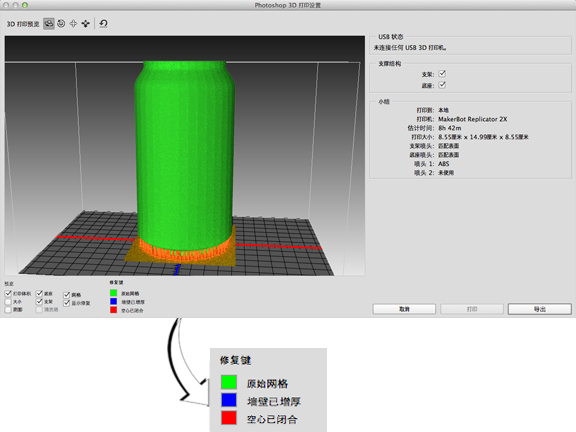 Photoshop 3D 打印设置
3D 打印预览
USB 状态
未连接任何 USB 3D 打印机。
支撑结构
支架:
底座:
小结
打印到: 本地
打印机: MakerBot Replicator 2X
估计时间: 8h 42m
打印大小: 8.55厘米 x 14.99厘米 x 8.55厘米
支架喷头: 匹配表面
底座喷头: 匹配表面
喷头 1: ABS
喷头 2: 未使用
预览
打印体积 底座 网格
大小 支架 显示修复
阴影
修复键
原始网格
墙壁已增厚
空心已闭合
取消 打印 导出
修复键
原始网格
墙壁已增厚
空心已闭合